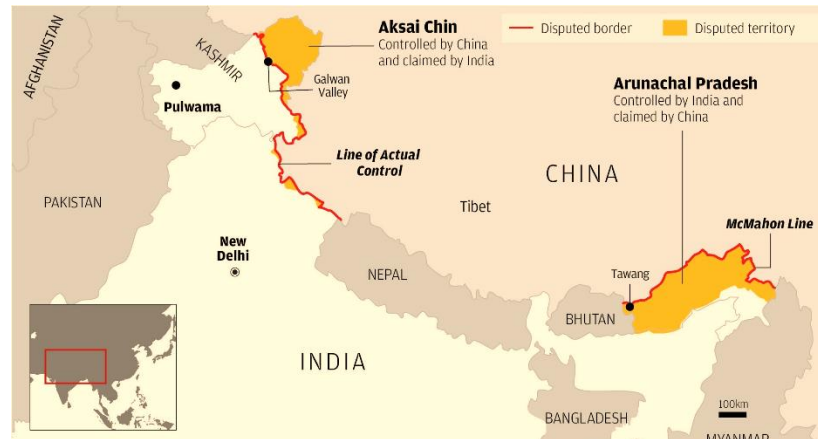 Aksai Chin
Controlled by China
and claimed by India
Disputed border
Disputed territory
AFGHANISTAN
KASHMIR
Galwan
Valley
Pulwama
Arunachal Pradesh
Controlled by India and
claimed by China
Line of Actual
Control
CHINA
PAKISTAN
Tibet
McMahon Line
New
Delhi
NEPAL
Tawang
BHUTAN
INDIA
100km
BANGLADESH
MYANMAR